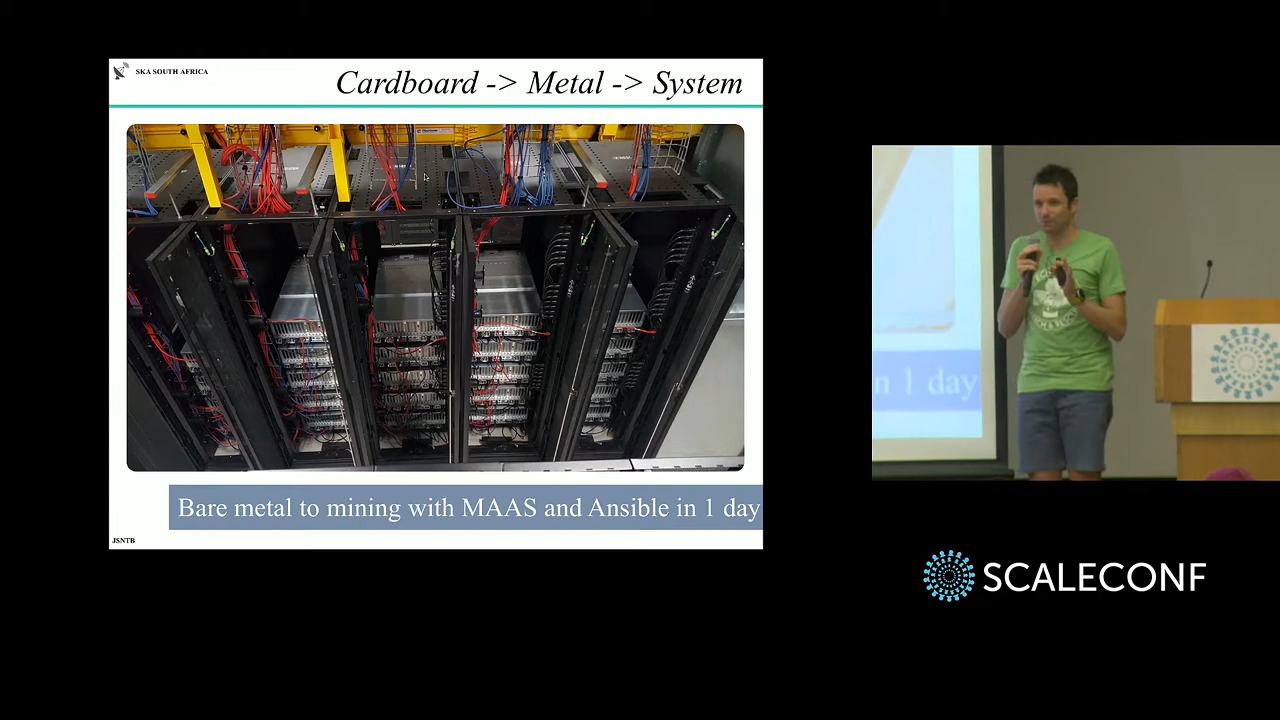 SKA SOUTH AFRICA
Cardboard -> Metal -> System
Bare metal to mining with MAAS and Ansible in 1 day
JSNTB
in 1 day
SCALECONF